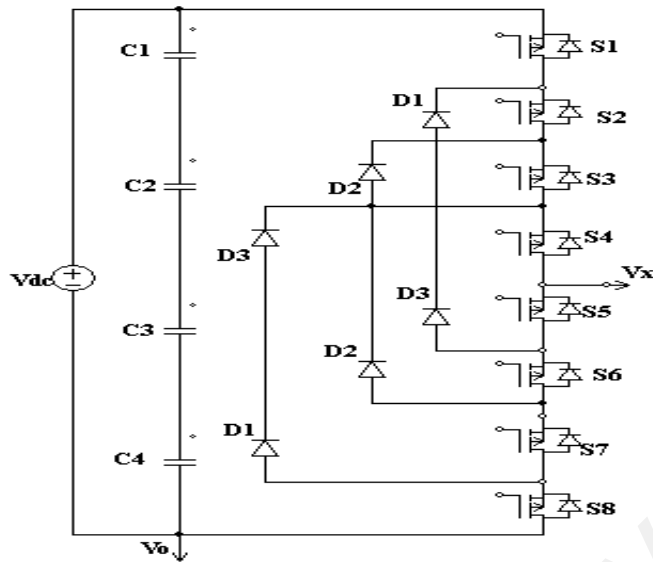 C1
S1
D1
S2
C2
D2
S3
D3
S4
Vdc
+
−
Vx
D3
S5
C3
D2
S6
D1
S7
C4
S8
Vo